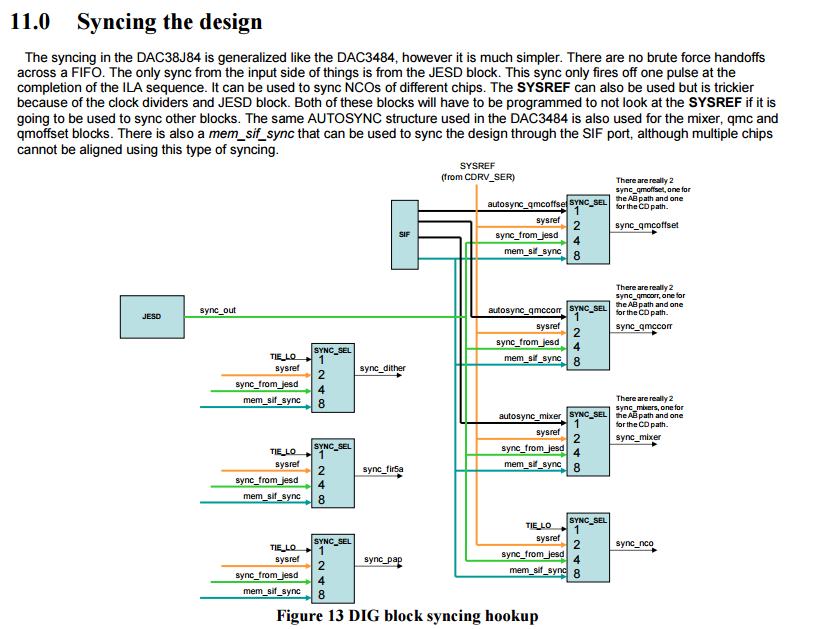 11.0 Syncing the design
The syncing in the DAC38J84 is generalized like the DAC3484, however it is much simpler. There are no brute force handoffs
across a FIFO. The only sync from the input side of things is from the JESD block. This sync only fires off one pulse at the
completion of the ILA sequence. It can be used to sync NCOs of different chips. The SYSREF can also be used but is trickier
because of the clock dividers and JESD block. Both of these blocks will have to be programmed to not look at the SYSREF if it is
going to be used to sync other blocks. The same AUTOSYNC structure used in the DAC3484 is also used for the mixer, qmc and
qmoffset blocks. There is also a mem_sif_sync that can be used to sync the design through the SIF port, although multiple chips
cannot be aligned using this type of syncing.
SYSREF
(from CDRV_SER)
SIF
autosync_qmcoffset
sysref
sync_from_jesd
mem_sif_sync
SYNC_SEL
1
2
4
8
There are really 2
sync_qmoffset, one for
the AB path and one
for the CD path.
sync_qmcoffset
JESD
sync_out
autosync_qmccorr
sysref
sync_from_jesd
mem_sif_sync
SYNC_SEL
1
2
4
8
There are really 2
sync_qmcorr, one for
the AB path and one
for the CD path.
sync_qmccorr
TIE_LO
sysref
sync_from_jesd
mem_sif_sync
SYNC_SEL
1
2
4
8
sync_dither
autosync_mixer
sysref
sync_from_jesd
mem_sif_sync
SYNC_SEL
1
2
4
8
There are really 2
sync_mixers, one for
the AB path and one
for the CD path.
sync_mixer
TIE_LO
sysref
sync_from_jesd
mem_sif_sync
SYNC_SEL
1
2
4
8
sync_fir5a
TIE_LO
sysref
sync_from_jesd
mem_sif_sync
SYNC_SEL
1
2
4
8
sync_nco
TIE_LO
sysref
sync_from_jesd
mem_sif_sync
SYNC_SEL
1
2
4
8
sync_pap
Figure 13 DIG block syncing hookup